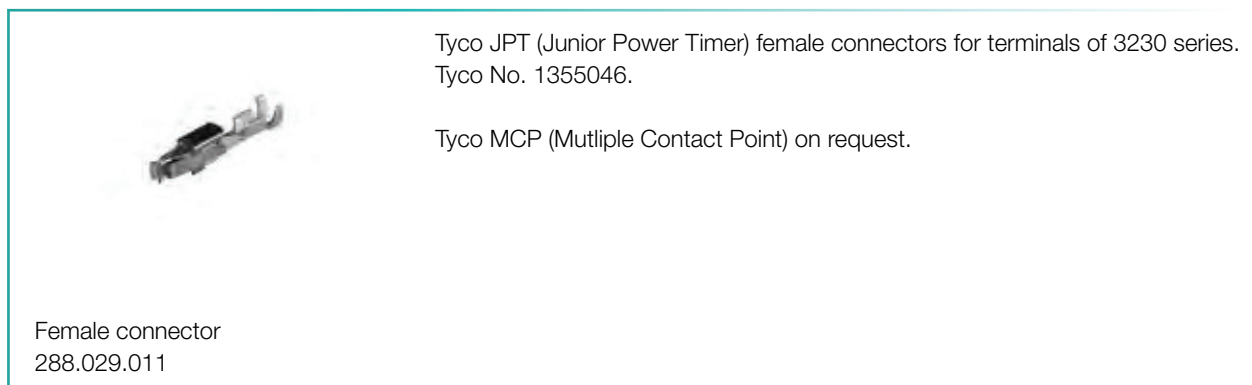 Tyco JPT (Junior Power Timer) female connectors for terminals of 3230 series.
Tyco No. 1355046.
Tyco MCP (Mutliple Contact Point) on request.
Female connector
288.029.011